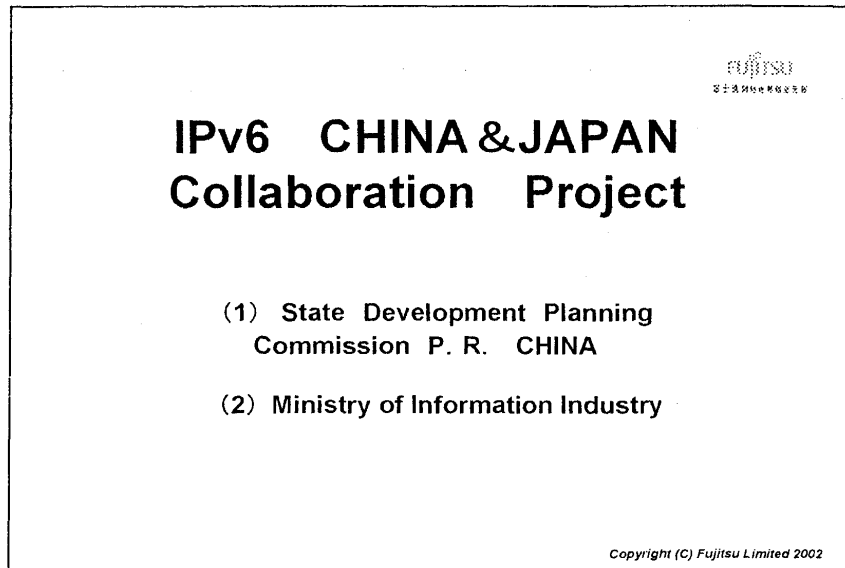 FUJITSU
IPv6 CHINA&JAPAN
Collaboration Project
(1) State Development Planning
Commission P. R. CHINA
(2) Ministry of Information Industry
Copyright (C) Fujitsu Limited 2002